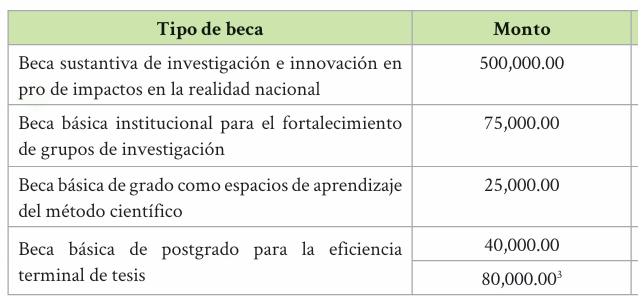 Tipo de beca Monto
Beca sustantiva de investigación e innovación en 500,000.00
pro de impactos en la realidad nacional
Beca básica institucional para el fortalecimiento 75,000.00
de grupos de investigación
Beca básica de grado como espacios de aprendizaje 25,000.00
del método científico
Beca básica de postgrado para la eficiencia 40,000.00
terminal de tesis 80,000.00³